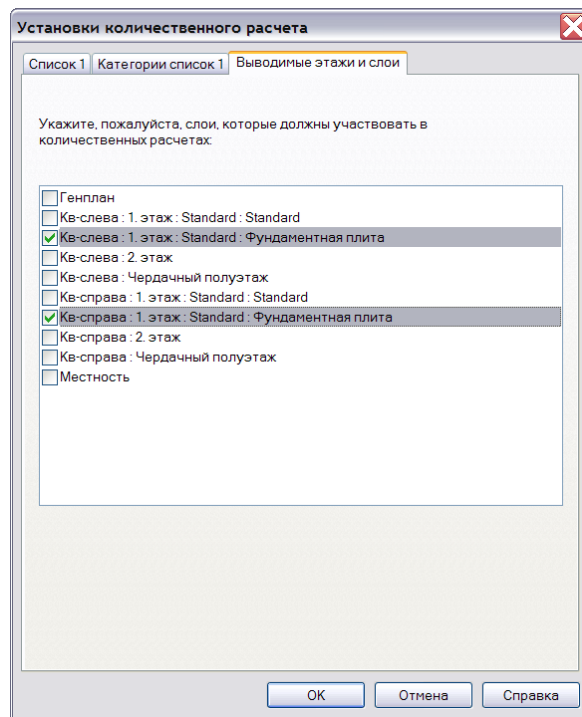 Установки количественного расчета
Список 1 Категории список 1 Выводимые этажи и слои
Укажите, пожалуйста, слои, которые должны участвовать в
количественных расчетах:
Генплан
Кв-слева : 1. этаж : Standard : Standard
Кв-слева : 1. этаж : Standard : Фундаментная плита
Кв-слева : 2. этаж
Кв-слева : Чердачный полуэтаж
Кв-справа : 1. этаж : Standard : Standard
Кв-справа : 1. этаж : Standard : Фундаментная плита
Кв-справа : 2. этаж
Кв-справа : Чердачный полуэтаж
Местность
OK Отмена Справка